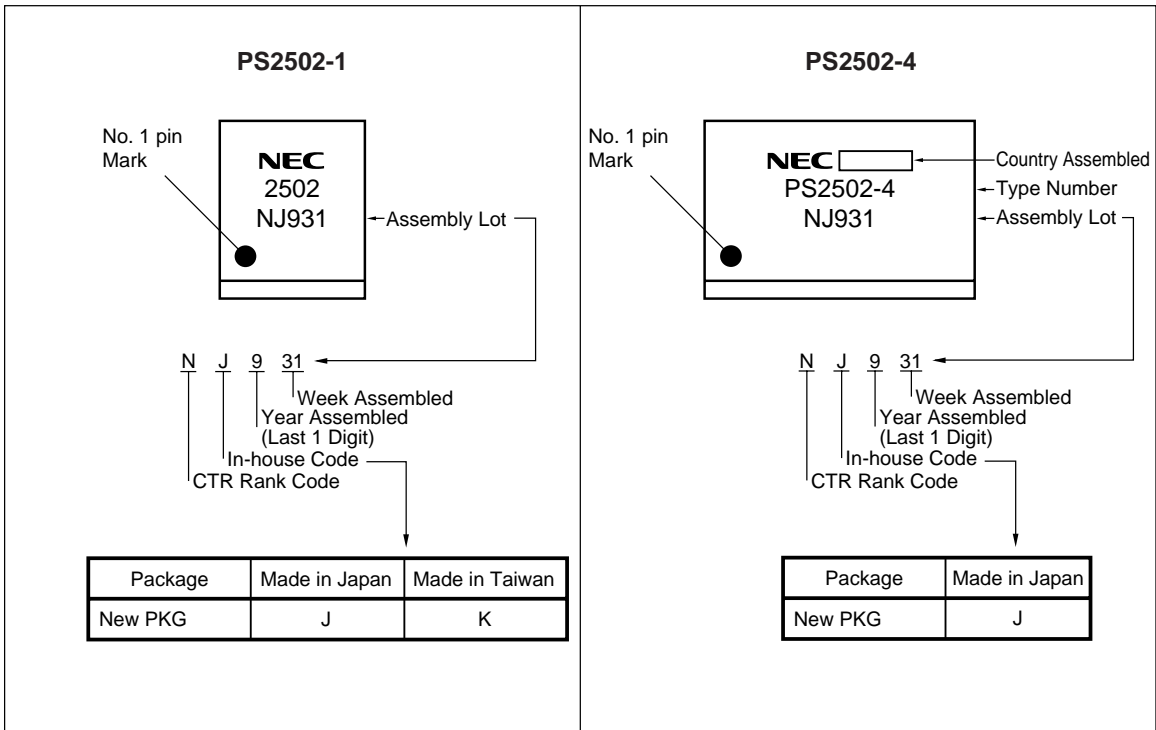 PS2502-1
No. 1 pin
Mark
NEC
2502
NJ931
Assembly Lot
N J 9 31
Week Assembled
Year Assembled
(Last 1 Digit)
In-house Code
CTR Rank Code
Package Made in Japan Made in Taiwan
New PKG J K
PS2502-4
No. 1 pin
Mark
NEC
PS2502-4
NJ931
Country Assembled
Type Number
Assembly Lot
N J 9 31
Week Assembled
Year Assembled
(Last 1 Digit)
In-house Code
CTR Rank Code
Package Made in Japan
New PKG J